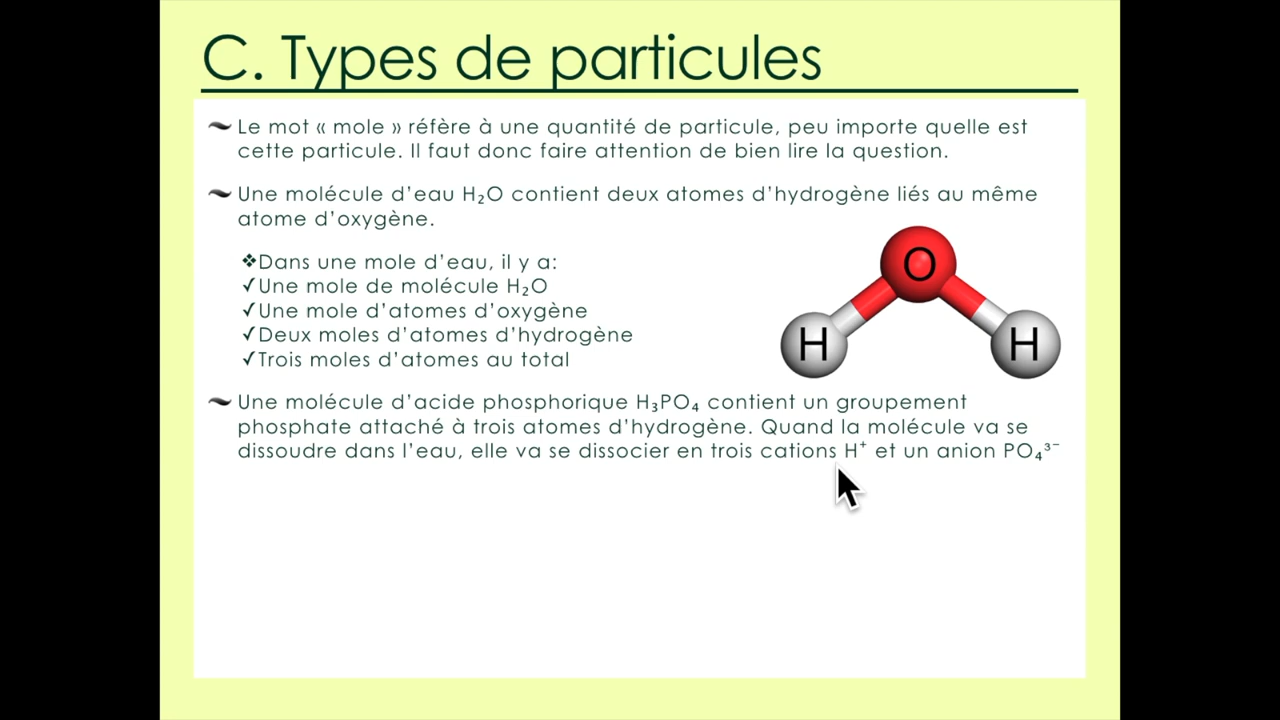 C. Types de particules
Le mot « mole » réfère à une quantité de particule, peu importe quelle est
cette particule. Il faut donc faire attention de bien lire la question.
Une molécule d’eau H₂O contient deux atomes d’hydrogène liés au même
atome d’oxygène.
❖Dans une mole d’eau, il y a:
✓Une mole de molécule H₂O
✓Une mole d’atomes d’oxygène
✓Deux moles d’atomes d’hydrogène
✓Trois moles d’atomes au total
O
H
H
Une molécule d’acide phosphorique H₃PO₄ contient un groupement
phosphate attaché à trois atomes d’hydrogène. Quand la molécule va se
dissoudre dans l’eau, elle va se dissocier en trois cations H⁺ et un anion PO₄³⁻